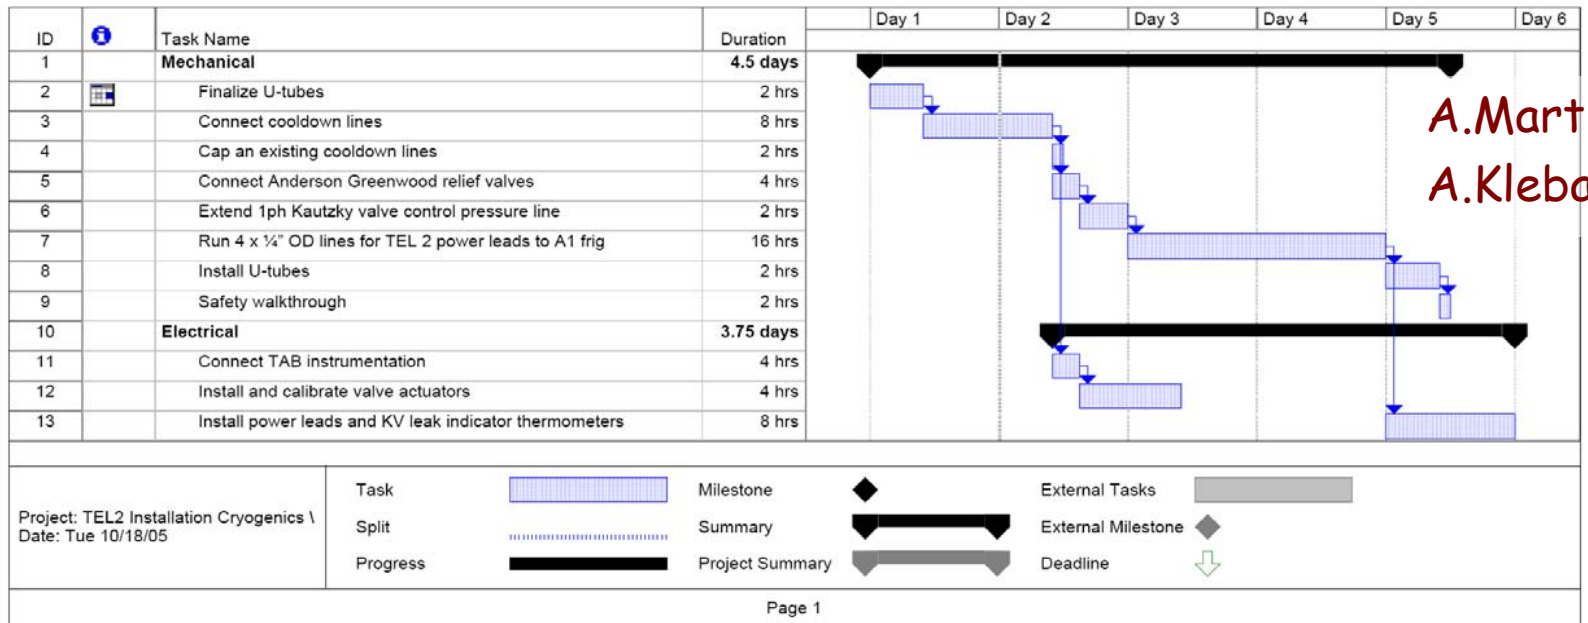 Day 1 Day 2 Day 3 Day 4 Day 5 Day 6
ID Task Name Duration
1 Mechanical 4.5 days
2 Finalize U-tubes 2 hrs
3 Connect cooldown lines 8 hrs
4 Cap an existing cooldown lines 2 hrs
5 Connect Anderson Greenwood relief valves 4 hrs
6 Extend 1ph Kautzky valve control pressure line 2 hrs
7 Run 4 x ¼" OD lines for TEL 2 power leads to A1 frig 16 hrs
8 Install U-tubes 2 hrs
9 Safety walkthrough 2 hrs
10 Electrical 3.75 days
11 Connect TAB instrumentation 4 hrs
12 Install and calibrate valve actuators 4 hrs
13 Install power leads and KV leak indicator thermometers 8 hrs
A.Mart
A.Kleba
Project: TEL2 Installation Cryogenics \
Date: Tue 10/18/05
Task Milestone External Tasks
Split Summary External Milestone
Progress Project Summary Deadline
Page 1